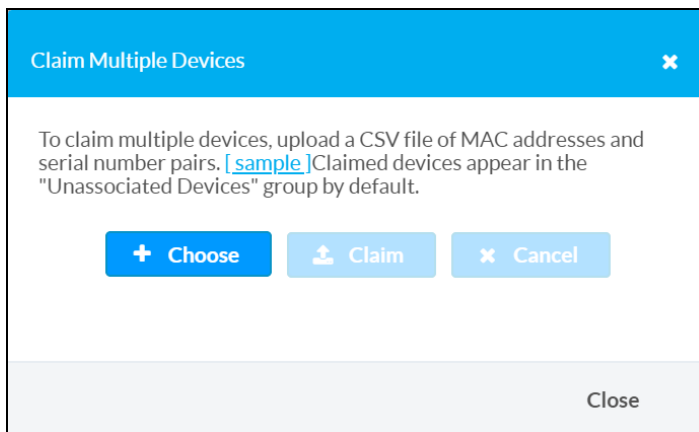 Claim Multiple Devices
To claim multiple devices, upload a CSV file of MAC addresses and
serial number pairs. [ sample ]Claimed devices appear in the
"Unassociated Devices" group by default.
Choose Claim Cancel
Close